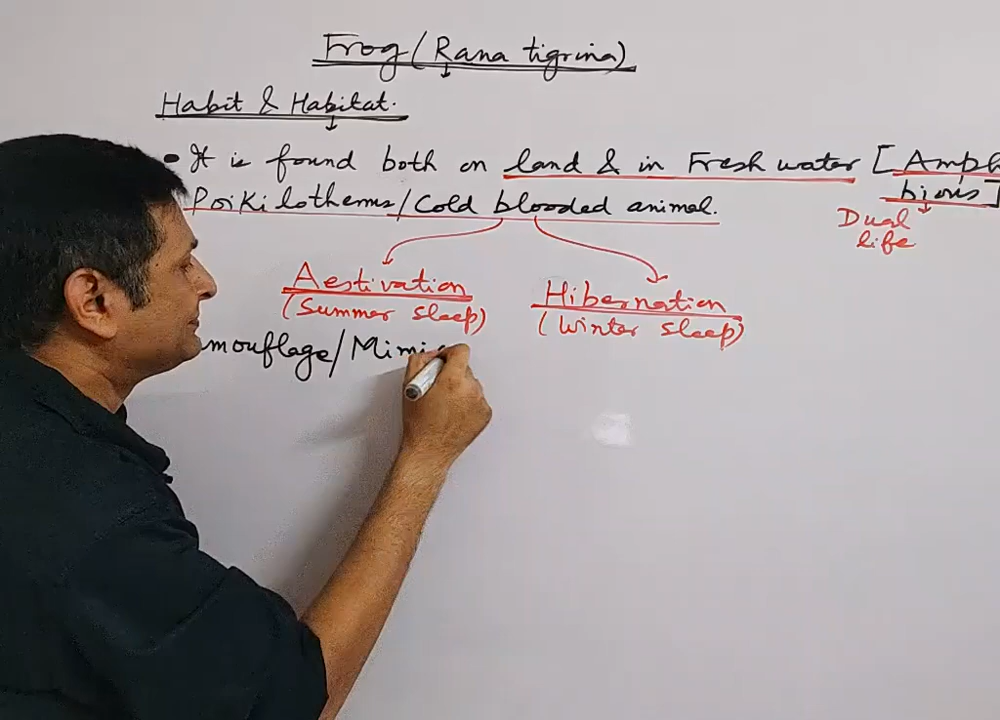 Frog (Rana tigrina)
Habit & Habitat.
• It is found both on land & in Fresh water [Amph
bious]
Poikilothems/Cold blooded animal.
Dual
life
Aestivation
(Summer sleep)
Hibernation
(Winter sleep)
mouflage/Mimi